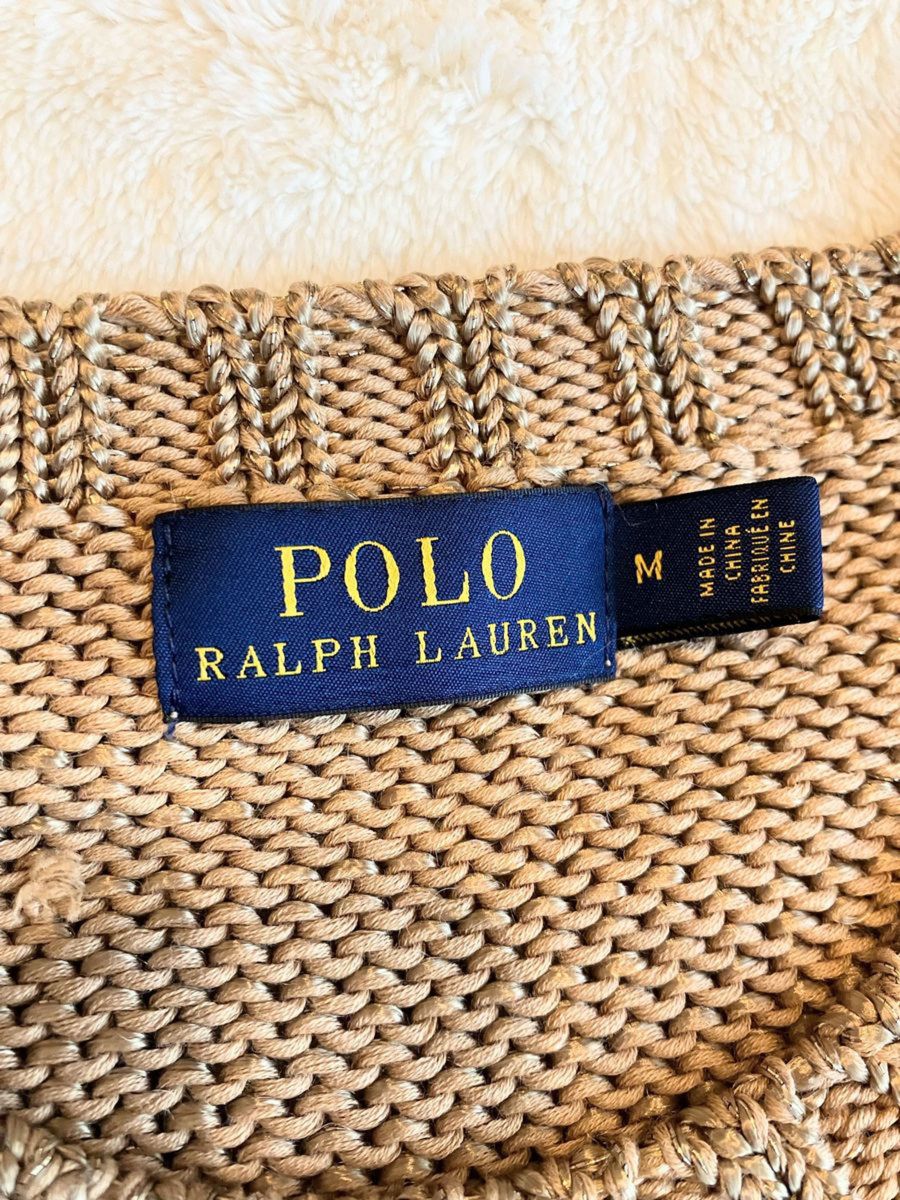 POLO
RALPH LAUREN
M
MADE IN
CHINA
FABRIQUÉ EN
CHINE